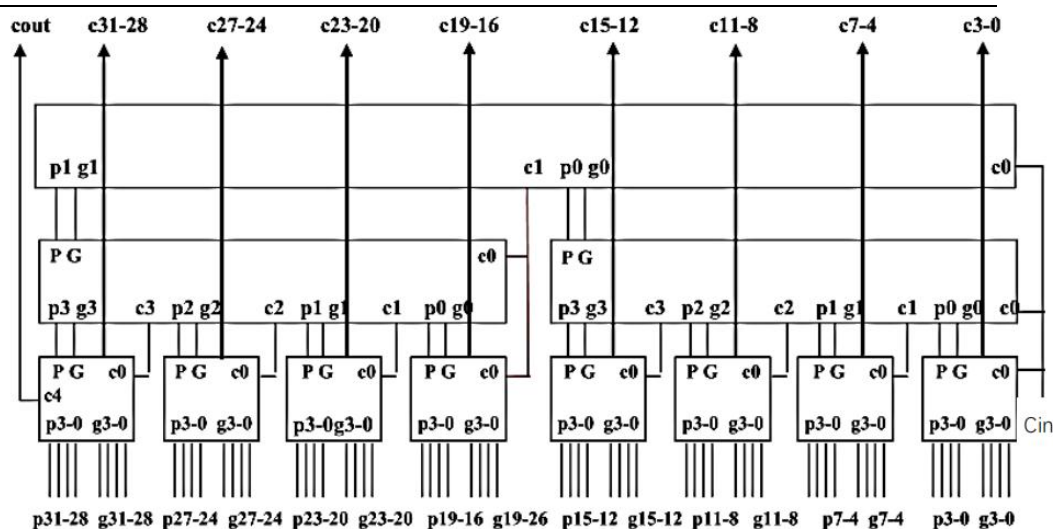 cout c31-28 c27-24 c23-20 c19-16 c15-12 c11-8 c7-4 c3-0
p1 g1 c1 p0 g0 c0
P G c0 P G
p3 g3 c3 p2 g2 c2 p1 g1 c1 p0 g0 p3 g3 c3 p2 g2 c2 p1 g1 c1 p0 g0 c0
P G c0 P G c0 P G c0 P G c0 P G c0 P G c0 P G c0 P G c0
c4
p3-0 g3-0 p3-0 g3-0 p3-0g3-0 p3-0 g3-0 p3-0 g3-0 p3-0 g3-0 p3-0 g3-0 p3-0 g3-0 Cin
p31-28 g31-28 p27-24 g27-24 p23-20 g23-20 p19-16 g19-26 p15-12 g15-12 p11-8 g11-8 p7-4 g7-4 p3-0 g3-0